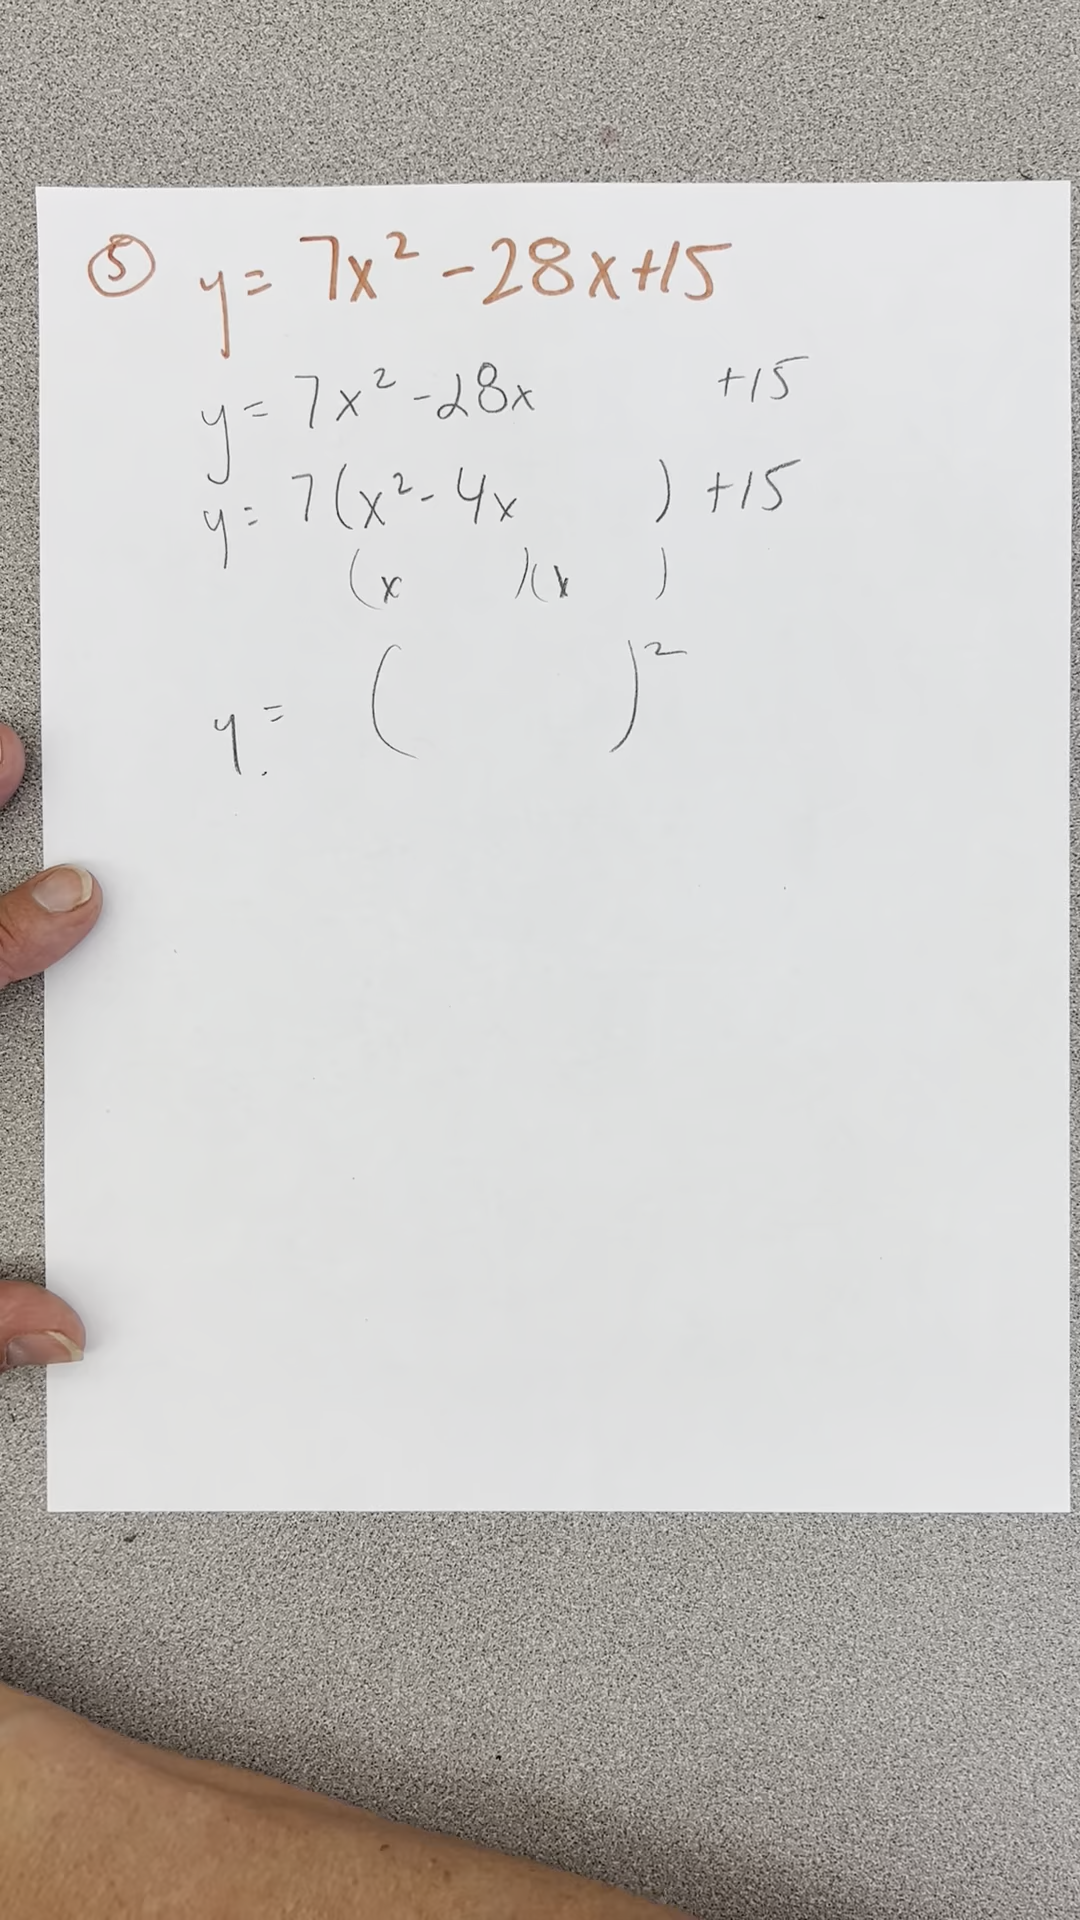 ⑤ y = 7x² - 28x + 15
y = 7x² - 28x + 15
y = 7(x² - 4x ) + 15
(x )(x )
y = ( )²